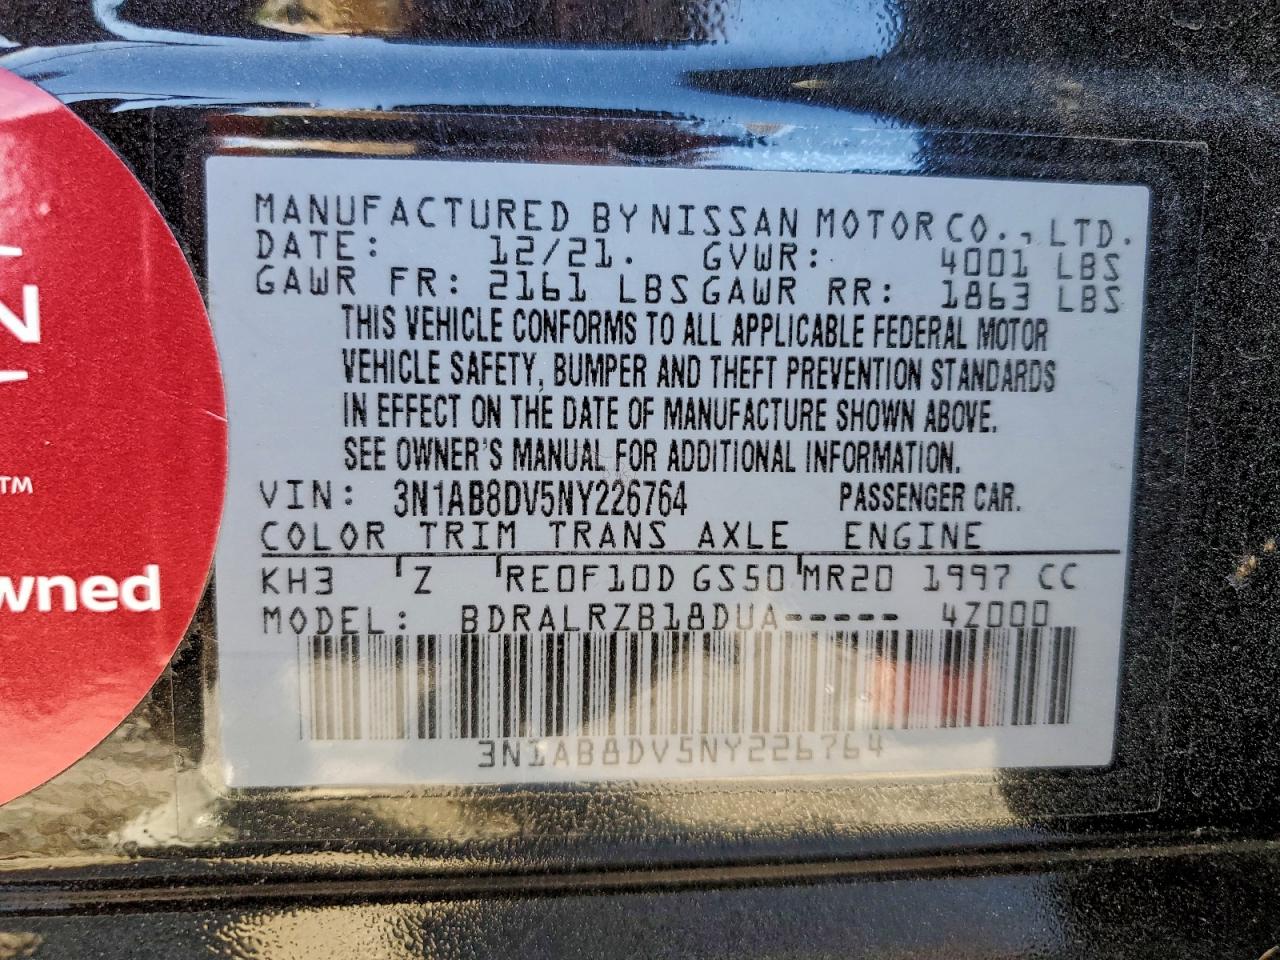 MANUFACTURED BY NISSAN MOTOR CO., LTD.
DATE: 12/21. GVWR: 4001 LBS
GAWR FR: 2161 LBS GAWR RR: 1863 LBS
THIS VEHICLE CONFORMS TO ALL APPLICABLE FEDERAL MOTOR
VEHICLE SAFETY, BUMPER AND THEFT PREVENTION STANDARDS
IN EFFECT ON THE DATE OF MANUFACTURE SHOWN ABOVE.
SEE OWNER'S MANUAL FOR ADDITIONAL INFORMATION.
VIN: 3N1AB8DV5NY226764 PASSENGER CAR.
COLOR TRIM TRANS AXLE ENGINE
KH3 Z RE0F10D GS50 MR20 1997 CC
MODEL: BDRALRZB18DUA----- 4Z000
3N1AB8DV5NY226764
TM
wned